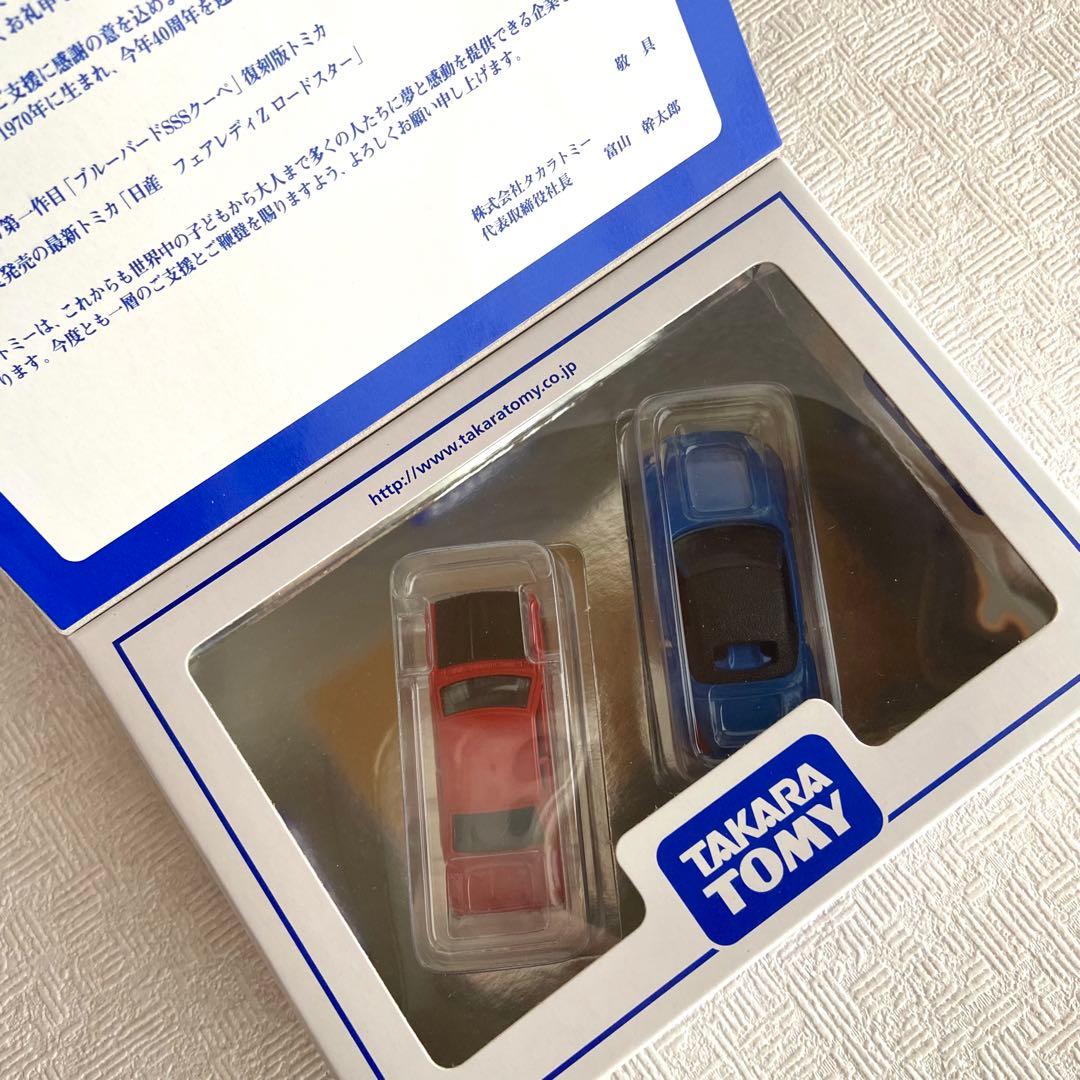 、お礼申
ご支援に感謝の意を込め
1970年に生まれ、今年40周年を
第一作目「ブルーバードSSSクーペ」復刻版トミカ
発売の最新トミカ「日産　フェアレディZ ロードスター」
トミーは、これからも世界中の子どもから大人まで多くの人たちに夢と感動を提供できる企業
ります。今度とも一層のご支援とご鞭撻を賜りますよう、よろしくお願い申し上げます。
敬具
株式会社タカラトミー
代表取締役社長　富山　幹太郎
http://www.takaratomy.co.jp
TAKARA
TOMY